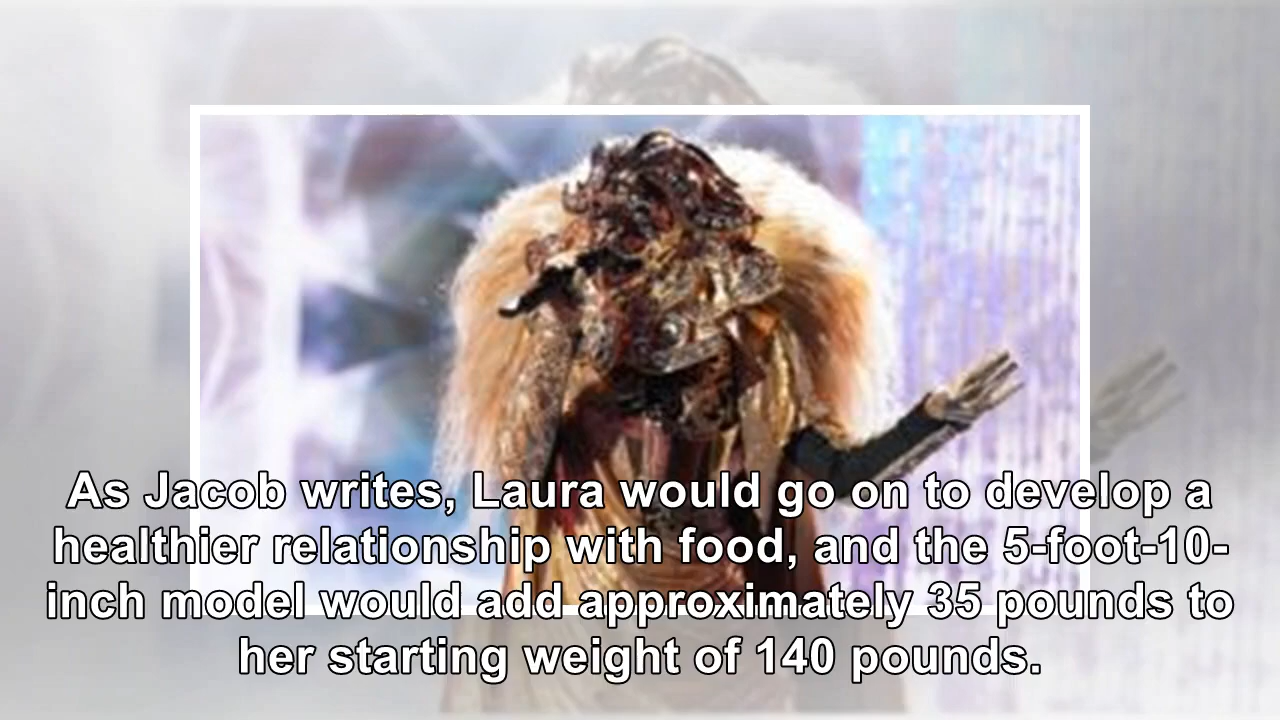 As Jacob writes, Laura would go on to develop a
healthier relationship with food, and the 5-foot-10-
inch model would add approximately 35 pounds to
her starting weight of 140 pounds.